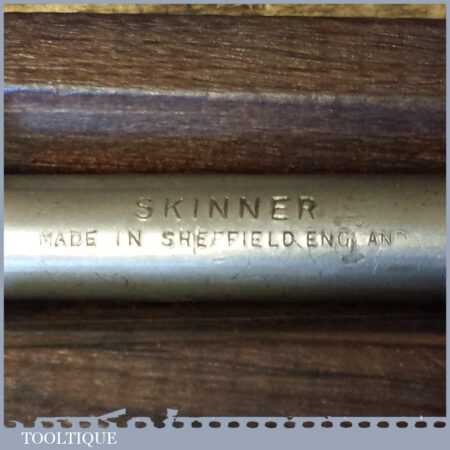 SKINNER
MADE IN SHEFFIELD, ENGLAND
TOOLTIQUE